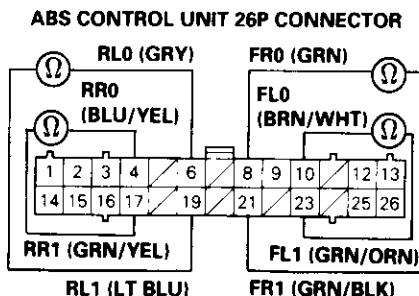 ABS CONTROL UNIT 26P CONNECTOR
RL0 (GRY) FR0 (GRN)
Ω Ω
RR0 FL0
(BLU/YEL) (BRN/WHT)
Ω Ω
1 2 3 4 6 8 9 10 12 13
14 15 16 17 19 21 23 25 26
RR1 (GRN/YEL) FL1 (GRN/ORN)
RL1 (LT BLU) FR1 (GRN/BLK)